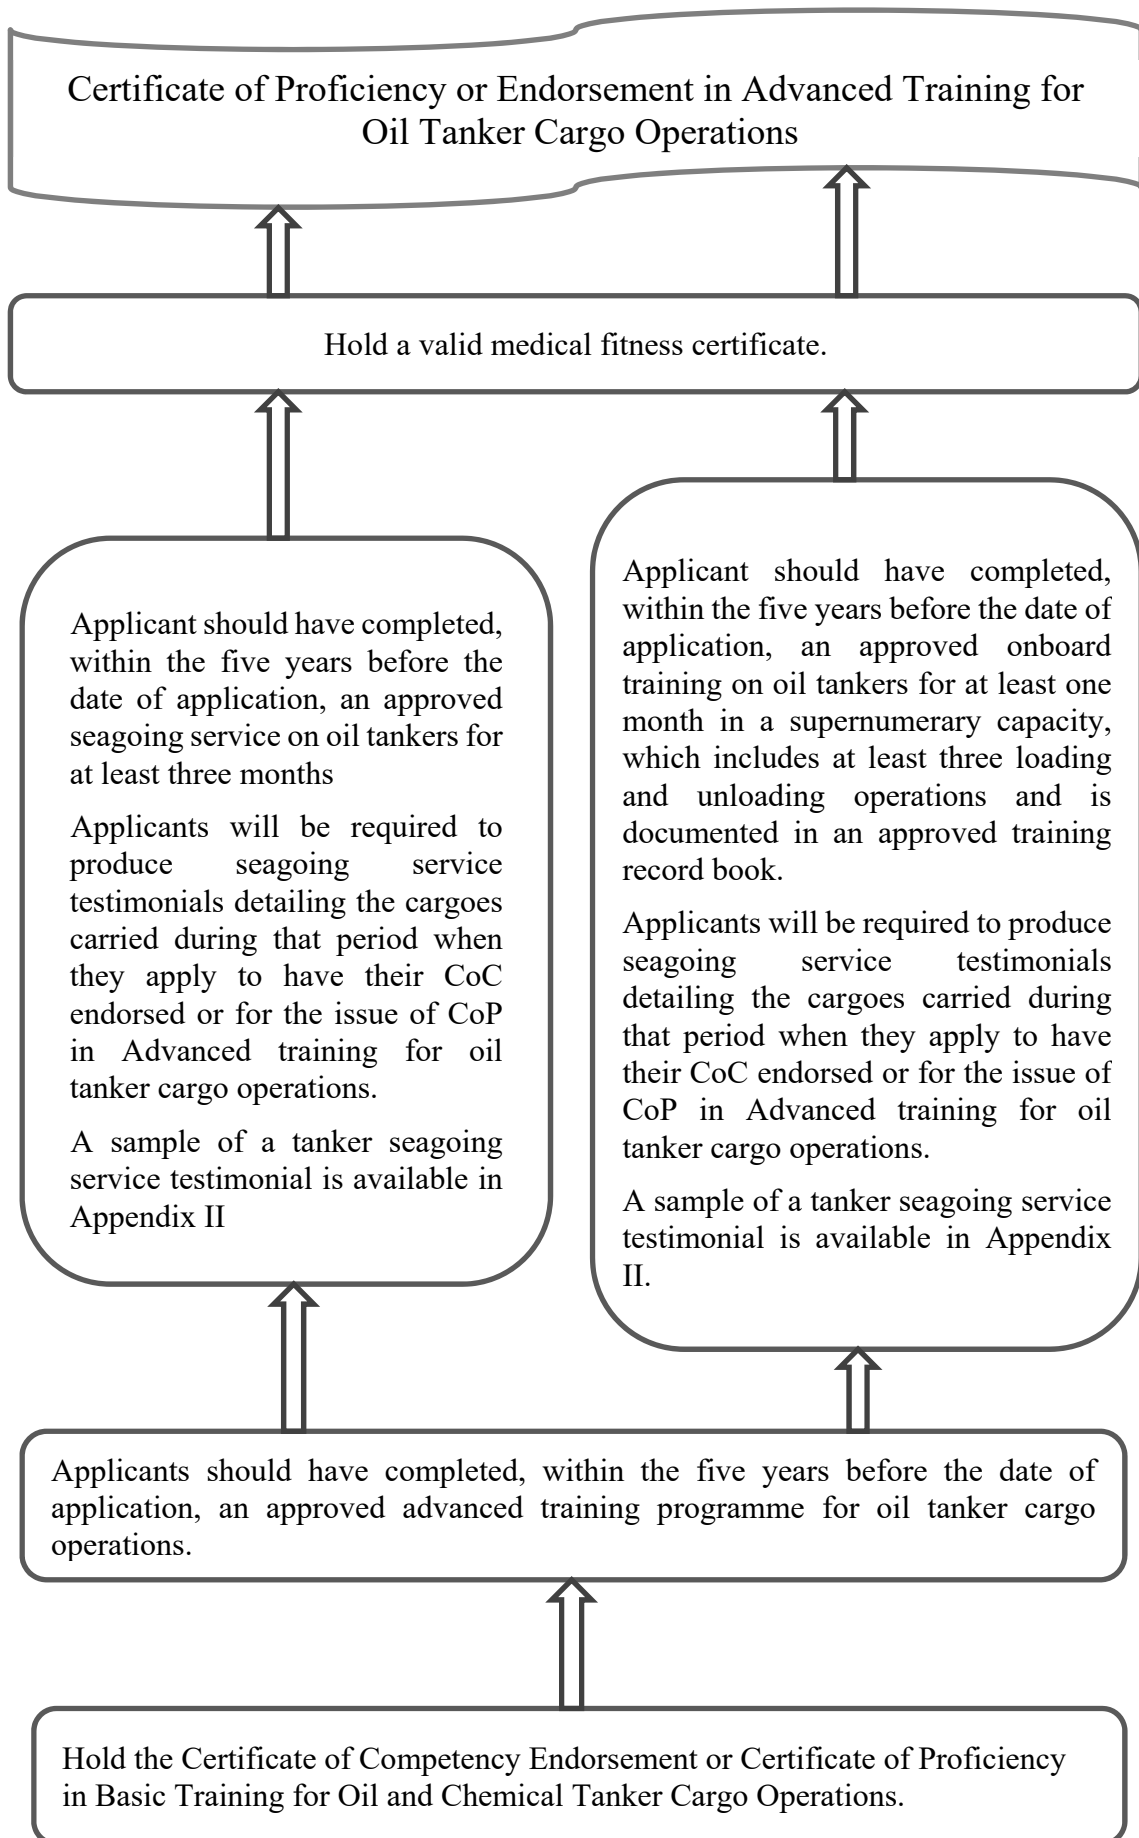 Certificate of Proficiency or Endorsement in Advanced Training for
Oil Tanker Cargo Operations
Hold a valid medical fitness certificate.
Applicant should have completed,
within the five years before the
date of application, an approved
seagoing service on oil tankers for
at least three months
Applicants will be required to
produce seagoing service
testimonials detailing the cargoes
carried during that period when
they apply to have their CoC
endorsed or for the issue of CoP
in Advanced training for oil
tanker cargo operations.
A sample of a tanker seagoing
service testimonial is available in
Appendix II
Applicant should have completed,
within the five years before the date of
application, an approved onboard
training on oil tankers for at least one
month in a supernumerary capacity,
which includes at least three loading
and unloading operations and is
documented in an approved training
record book.
Applicants will be required to produce
seagoing service testimonials
detailing the cargoes carried during
that period when they apply to have
their CoC endorsed or for the issue of
CoP in Advanced training for oil
tanker cargo operations.
A sample of a tanker seagoing service
testimonial is available in Appendix
II.
Applicants should have completed, within the five years before the date of
application, an approved advanced training programme for oil tanker cargo
operations.
Hold the Certificate of Competency Endorsement or Certificate of Proficiency
in Basic Training for Oil and Chemical Tanker Cargo Operations.